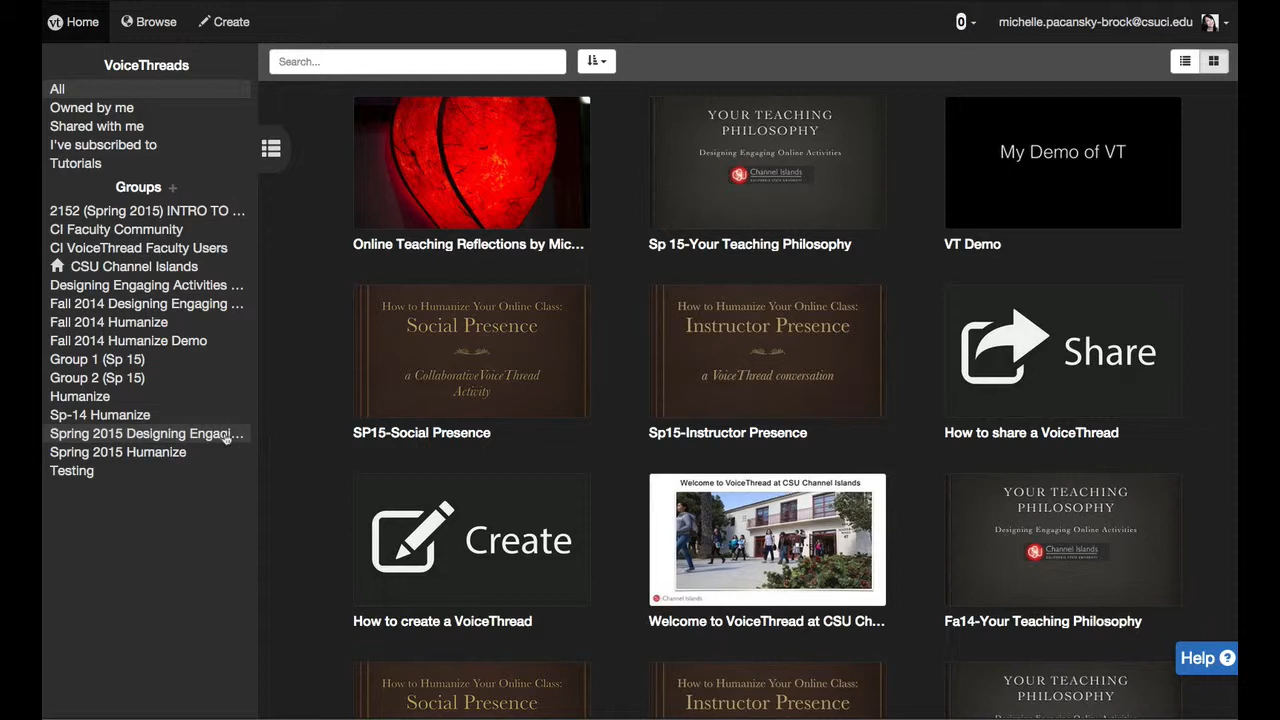 vt Home Browse Create
0 michelle.pacansky-brock@csuci.edu
VoiceThreads
All
Owned by me
Shared with me
I've subscribed to
Tutorials
Groups +
2152 (Spring 2015) INTRO TO ...
CI Faculty Community
CI VoiceThread Faculty Users
CSU Channel Islands
Designing Engaging Activities ...
Fall 2014 Designing Engaging ...
Fall 2014 Humanize
Fall 2014 Humanize Demo
Group 1 (Sp 15)
Group 2 (Sp 15)
Humanize
Sp-14 Humanize
Spring 2015 Designing Engagi...
Spring 2015 Humanize
Testing
Search...
Online Teaching Reflections by Mic...
YOUR TEACHING
PHILOSOPHY
Designing Engaging Online Activities
Channel Islands
Sp 15-Your Teaching Philosophy
My Demo of VT
VT Demo
How to Humanize Your Online Class:
Social Presence
a CollaborativeVoiceThread
Activity
SP15-Social Presence
How to Humanize Your Online Class:
Instructor Presence
a VoiceThread conversation
Sp15-Instructor Presence
Share
How to share a VoiceThread
Create
How to create a VoiceThread
Welcome to VoiceThread at CSU Channel Islands
Channel Islands
Welcome to VoiceThread at CSU Ch...
YOUR TEACHING
PHILOSOPHY
Designing Engaging Online Activities
Channel Islands
Fa14-Your Teaching Philosophy
How to Humanize Your Online Class:
Social Presence
How to Humanize Your Online Class:
Instructor Presence
YOUR TEACHING
PHILOSOPHY
Help ?